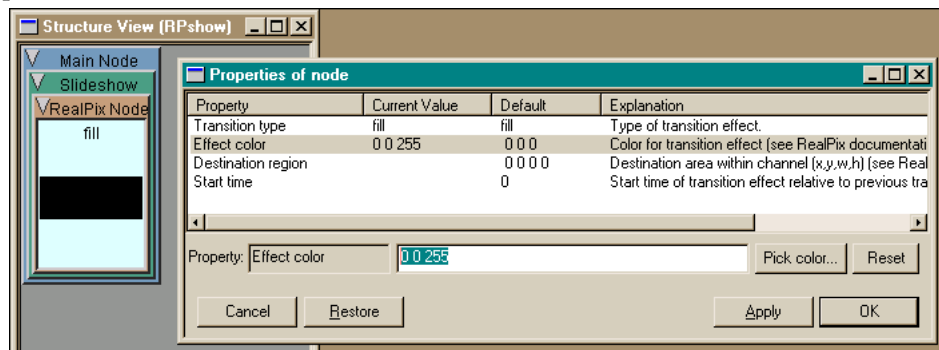 Structure View (RPshow)
Main Node
Slideshow
RealPix Node
fill
Properties of node
Property Current Value Default Explanation
Transition type fill fill Type of transition effect.
Effect color 0 0 255 0 0 0 Color for transition effect (see RealPix documentati
Destination region 0 0 0 0 Destination area within channel (x,y,w,h) (see Real
Start time 0 Start time of transition effect relative to previous tra
Property: Effect color 0 0 255 Pick color... Reset
Cancel Restore Apply OK